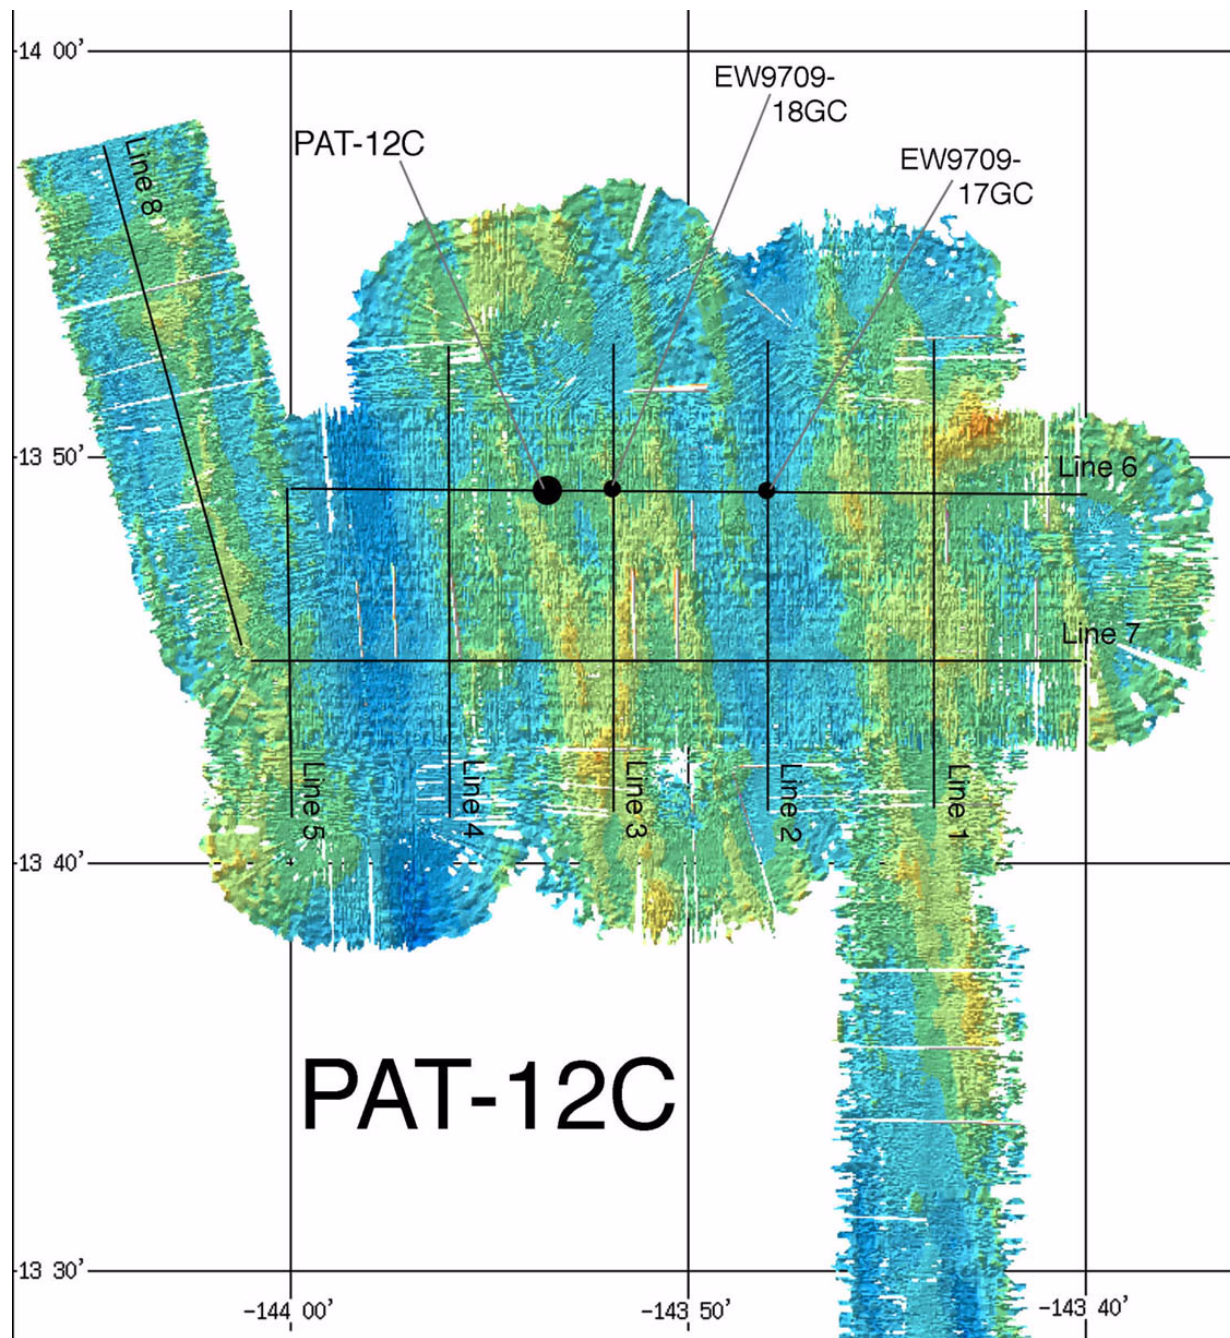 14 00'
EW9709-
18GC
PAT-12C
EW9709-
17GC
Line 8
13 50'
Line 6
Line 7
Line 5
Line 4
Line 3
Line 2
Line 1
13 40'
PAT-12C
13 30'
-144 00'
-143 50'
-143 40'